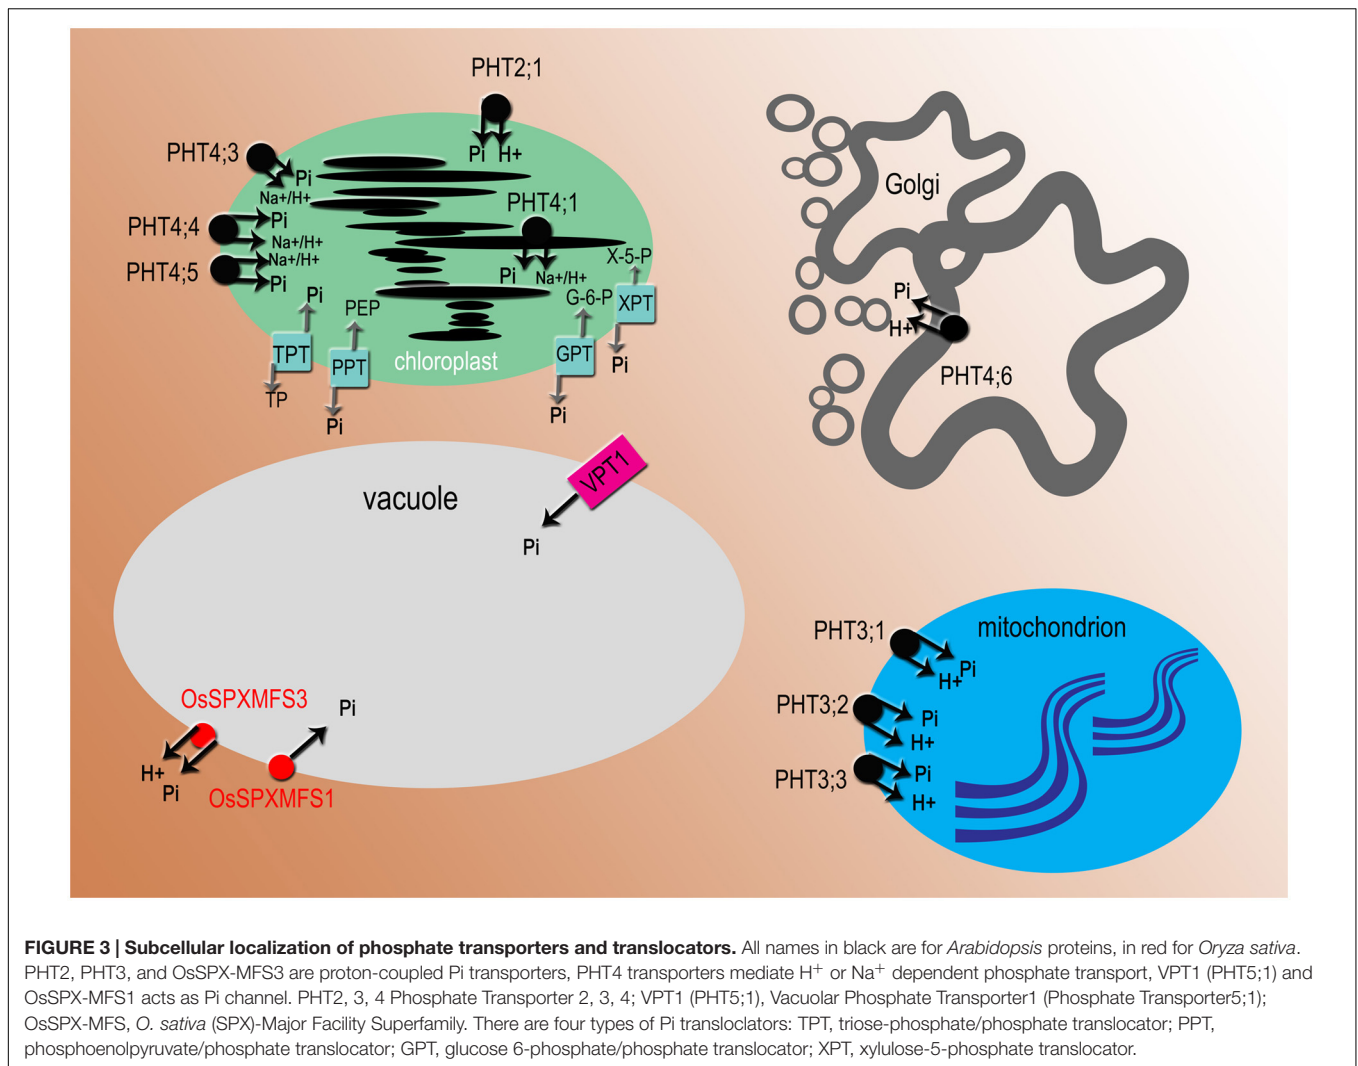 PHT2;1
Pi H+
PHT4;3
Pi
Na+/H+
PHT4;4
Pi
Na+/H+
PHT4;5
Na+/H+
Pi
PHT4;1
Pi
Na+/H+
X-5-P
XPT
Pi
G-6-P
GPT
Pi
Pi
TPT
TP
PEP
PPT
Pi
chloroplast
Golgi
Pi
H+
PHT4;6
vacuole
VPT1
Pi
OsSPXMFS3
H+
Pi
Pi
OsSPXMFS1
mitochondrion
PHT3;1
Pi
H+
PHT3;2
Pi
H+
PHT3;3
Pi
H+
FIGURE 3 | Subcellular localization of phosphate transporters and translocators. All names in black are for Arabidopsis proteins, in red for Oryza sativa.
PHT2, PHT3, and OsSPX-MFS3 are proton-coupled Pi transporters, PHT4 transporters mediate H+ or Na+ dependent phosphate transport, VPT1 (PHT5;1) and
OsSPX-MFS1 acts as Pi channel. PHT2, 3, 4 Phosphate Transporter 2, 3, 4; VPT1 (PHT5;1), Vacuolar Phosphate Transporter1 (Phosphate Transporter5;1);
OsSPX-MFS, O. sativa (SPX)-Major Facility Superfamily. There are four types of Pi transloclators: TPT, triose-phosphate/phosphate translocator; PPT,
phosphoenolpyruvate/phosphate translocator; GPT, glucose 6-phosphate/phosphate translocator; XPT, xylulose-5-phosphate translocator.